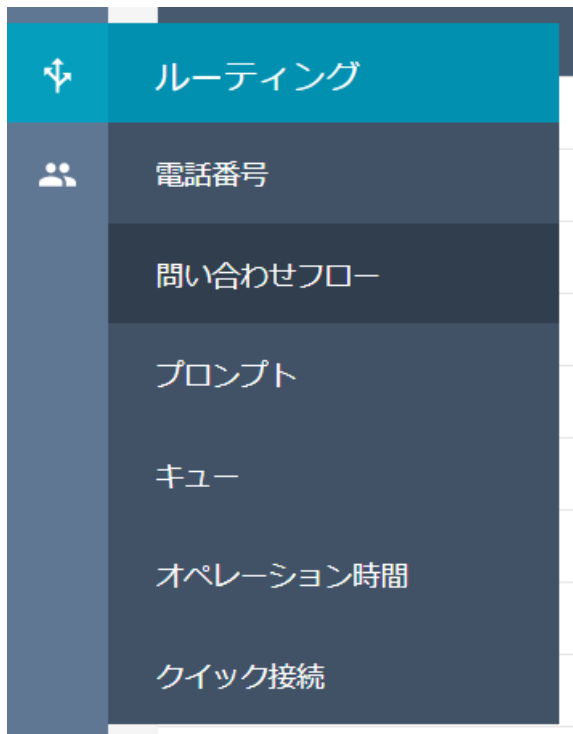 ルーティング
電話番号
問い合わせフロー
プロンプト
キュー
オペレーション時間
クイック接続